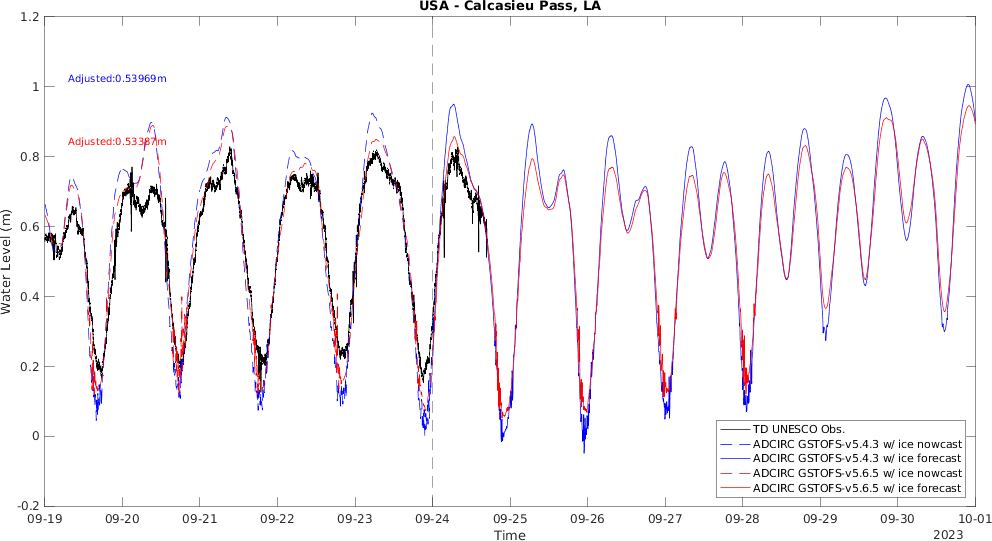 USA - Calcasieu Pass, LA
1.2
1
0.8
0.6
0.4
0.2
0
-0.2
Water Level (m)
Adjusted:0.53969m
Adjusted:0.53387m
TD UNESCO Obs.
ADCIRC GSTOFS-v5.4.3 w/ ice nowcast
ADCIRC GSTOFS-v5.4.3 w/ ice forecast
ADCIRC GSTOFS-v5.6.5 w/ ice nowcast
ADCIRC GSTOFS-v5.6.5 w/ ice forecast
09-19 09-20 09-21 09-22 09-23 09-24 09-25 09-26 09-27 09-28 09-29 09-30 10-01
Time
2023